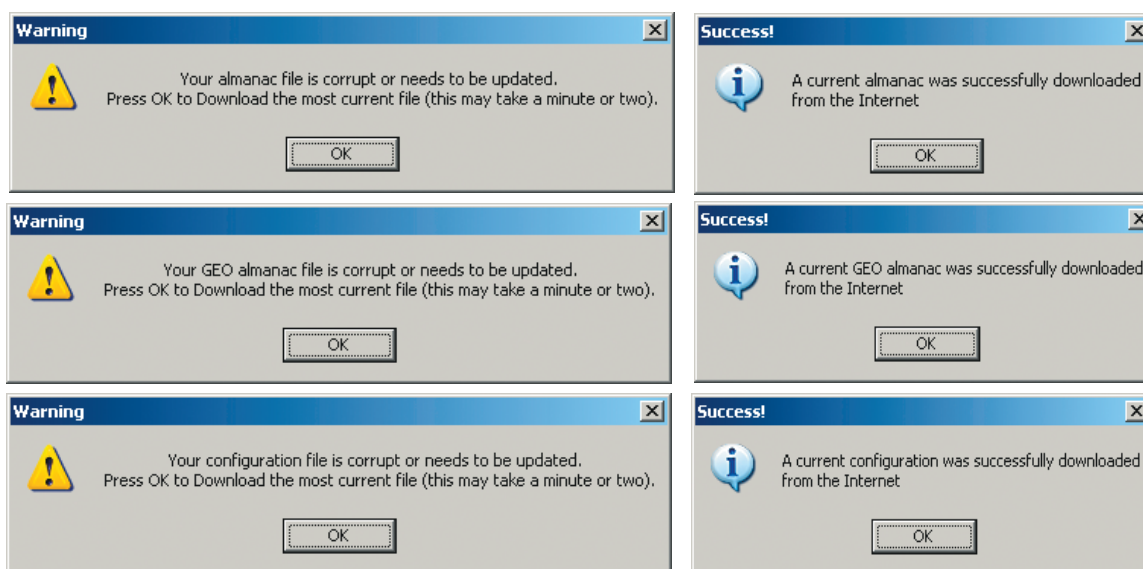 Warning
Your almanac file is corrupt or needs to be updated.
Press OK to Download the most current file (this may take a minute or two).
OK
Success!
A current almanac was successfully downloaded
from the Internet
OK
Warning
Your GEO almanac file is corrupt or needs to be updated.
Press OK to Download the most current file (this may take a minute or two).
OK
Success!
A current GEO almanac was successfully downloaded
from the Internet
OK
Warning
Your configuration file is corrupt or needs to be updated.
Press OK to Download the most current file (this may take a minute or two).
OK
Success!
A current configuration was successfully downloaded
from the Internet
OK